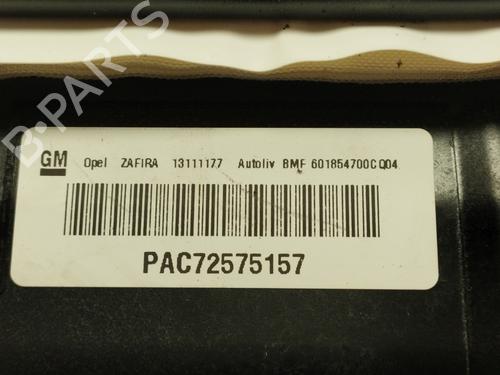 B-PARTS
GM Opel ZAFIRA 13111177 Autoliv BMF 601854700CQ04
PAC72575157